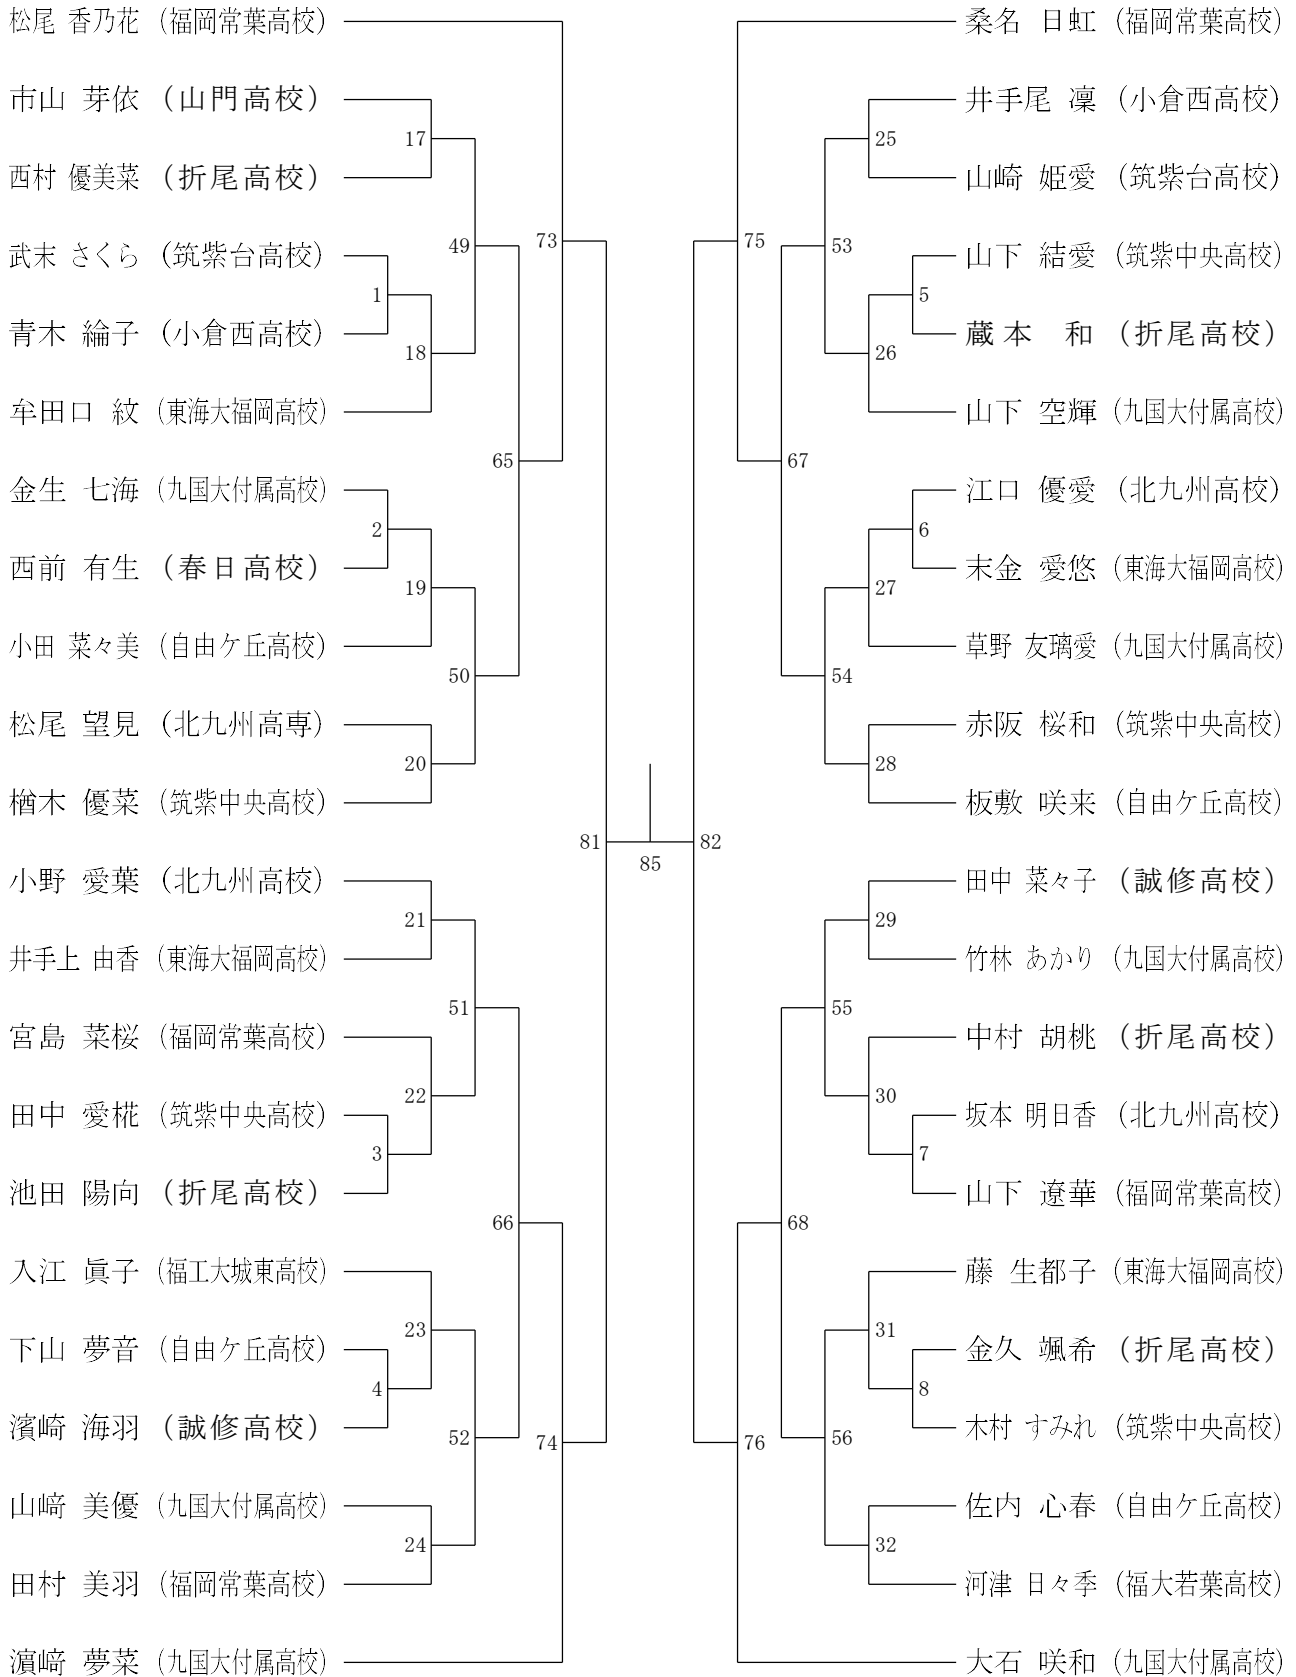 松尾 香乃花 (福岡常葉高校)
市山 芽依 (山門高校)
17
西村 優美菜 (折尾高校)
49
73
武末 さくら (筑紫台高校)
1
青木 綸子 (小倉西高校)
18
牟田口 紋 (東海大福岡高校)
65
金生 七海 (九国大付属高校)
2
西前 有生 (春日高校)
19
小田 菜々美 (自由ケ丘高校)
50
松尾 望見 (北九州高専)
20
楢木 優菜 (筑紫中央高校)
81
小野 愛葉 (北九州高校)
21
井手上 由香 (東海大福岡高校)
51
宮島 菜桜 (福岡常葉高校)
22
田中 愛椛 (筑紫中央高校)
3
池田 陽向 (折尾高校)
66
入江 眞子 (福工大城東高校)
23
下山 夢音 (自由ケ丘高校)
4
濱崎 海羽 (誠修高校)
52
74
山﨑 美優 (九国大付属高校)
24
田村 美羽 (福岡常葉高校)
濵﨑 夢菜 (九国大付属高校)
85
桑名 日虹 (福岡常葉高校)
井手尾 凜 (小倉西高校)
25
山崎 姫愛 (筑紫台高校)
75
53
山下 結愛 (筑紫中央高校)
5
蔵本 和 (折尾高校)
26
山下 空輝 (九国大付属高校)
67
江口 優愛 (北九州高校)
6
末金 愛悠 (東海大福岡高校)
27
草野 友璃愛 (九国大付属高校)
54
赤阪 桜和 (筑紫中央高校)
28
板敷 咲来 (自由ケ丘高校)
82
田中 菜々子 (誠修高校)
29
竹林 あかり (九国大付属高校)
55
中村 胡桃 (折尾高校)
30
坂本 明日香 (北九州高校)
7
山下 遼華 (福岡常葉高校)
68
藤 生都子 (東海大福岡高校)
31
金久 颯希 (折尾高校)
8
木村 すみれ (筑紫中央高校)
76
56
佐内 心春 (自由ケ丘高校)
32
河津 日々季 (福大若葉高校)
大石 咲和 (九国大付属高校)